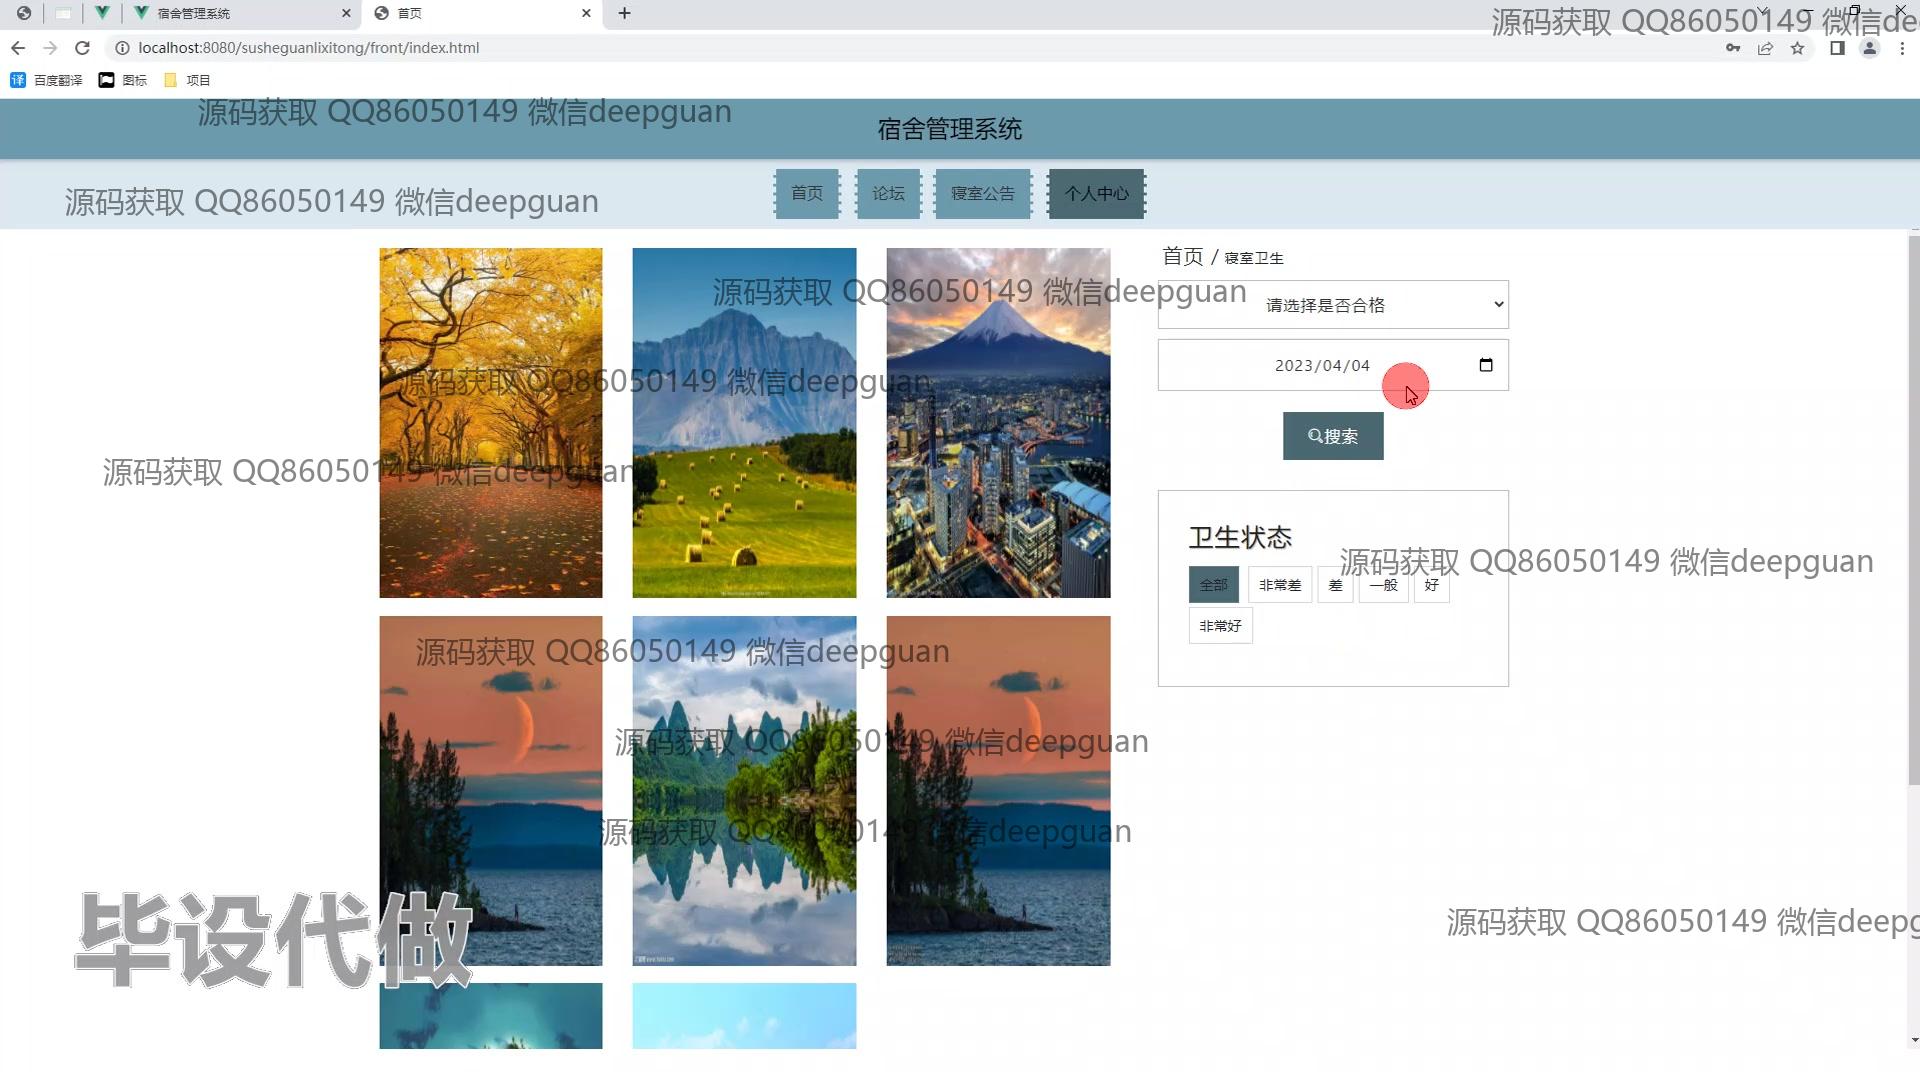 宿舍管理系统
首页
源码获取 QQ86050149 微信de
localhost:8080/susheguanlixitong/front/index.html
百度翻译
图标
项目
源码获取 QQ86050149 微信deepguan
宿舍管理系统
源码获取 QQ86050149 微信deepguan
首页
论坛
寝室公告
个人中心
首页 / 寝室卫生
源码获取 QQ86050149 微信deepguan
请选择是否合格
2023/04/04
源码获取 QQ86050149 微信deepguan
搜索
源码获取 QQ86050149 微信deepguan
卫生状态
源码获取 QQ86050149 微信deepguan
全部
非常差
差
一般
好
非常好
源码获取 QQ86050149 微信deepguan
源码获取 QQ86050149 微信deepguan
源码获取 QQ86050149 微信deepguan
毕设代做
源码获取 QQ86050149 微信deepg